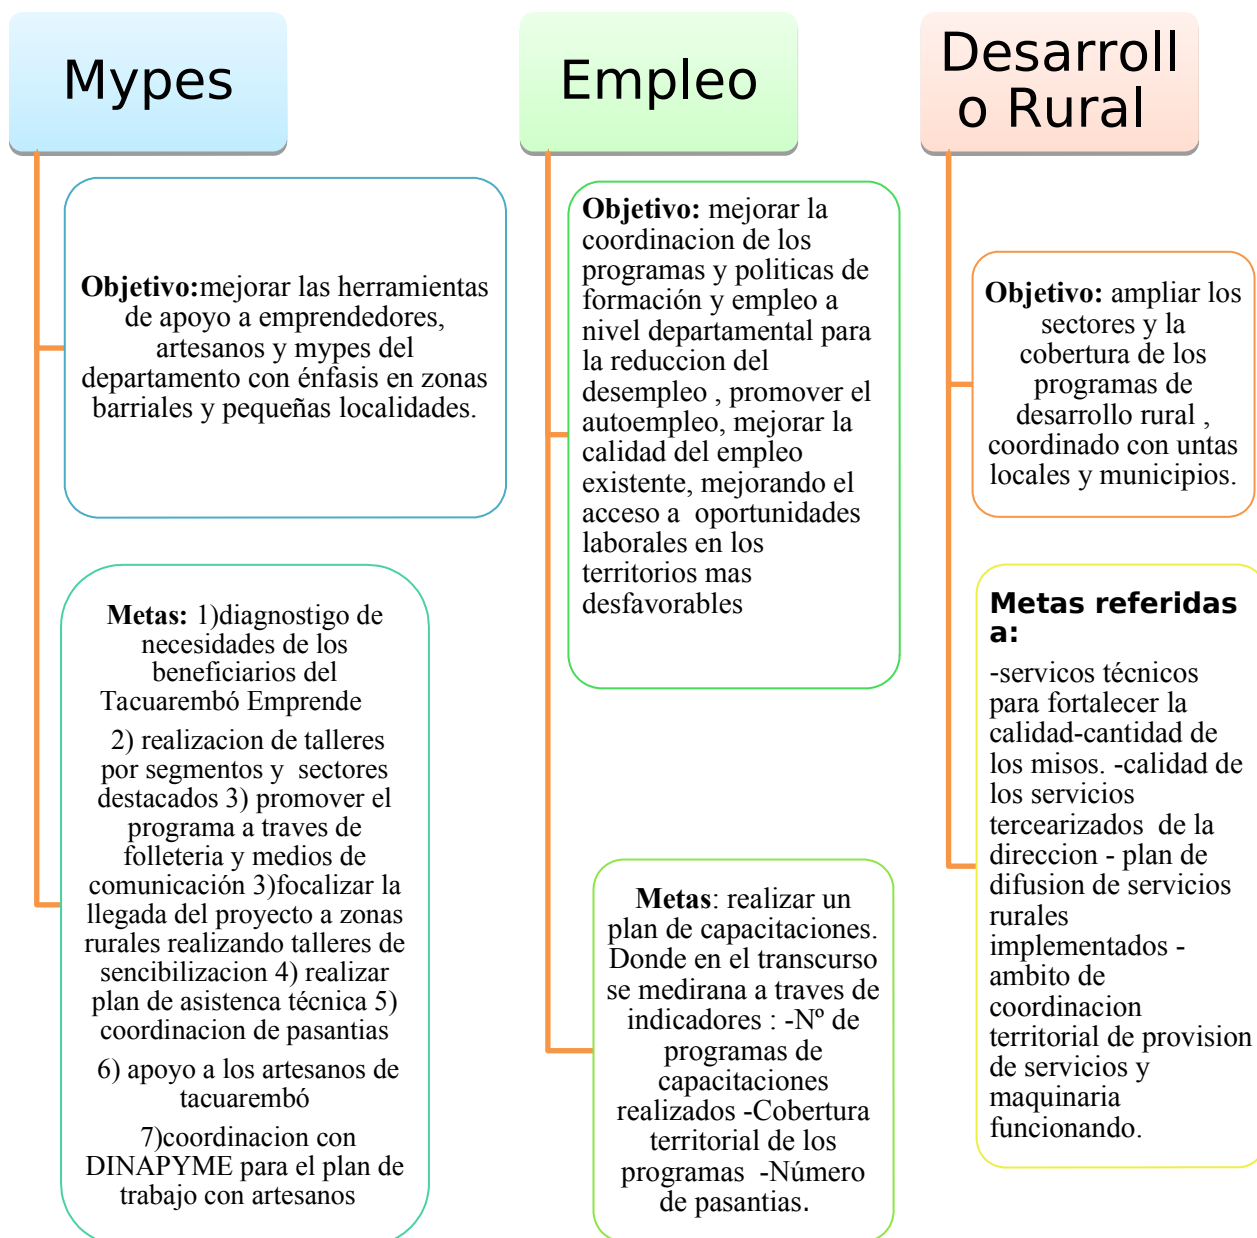 Mypes
Objetivo:mejorar las herramientas
de apoyo a emprendedores,
artesanos y mypes del
departamento con énfasis en zonas
barriales y pequeñas localidades.
Metas: 1)diagnostigo de
necesidades de los
beneficiarios del
Tacuarembó Emprende
2) realizacion de talleres
por segmentos y sectores
destacados 3) promover el
programa a traves de
folleteria y medios de
comunicación 3)focalizar la
llegada del proyecto a zonas
rurales realizando talleres de
sencibilizacion 4) realizar
plan de asistenca técnica 5)
coordinacion de pasantias
6) apoyo a los artesanos de
tacuarembó
7)coordinacion con
DINAPYME para el plan de
trabajo con artesanos
Empleo
Objetivo: mejorar la
coordinacion de los
programas y politicas de
formación y empleo a
nivel departamental para
la reduccion del
desempleo , promover el
autoempleo, mejorar la
calidad del empleo
existente, mejorando el
acceso a oportunidades
laborales en los
territorios mas
desfavorables
Metas: realizar un
plan de capacitaciones.
Donde en el transcurso
se medirana a traves de
indicadores : -Nº de
programas de
capacitaciones
realizados -Cobertura
territorial de los
programas -Número
de pasantias.
Desarroll
o Rural
Objetivo: ampliar los
sectores y la
cobertura de los
programas de
desarrollo rural ,
coordinado con untas
locales y municipios.
Metas referidas
a:
-servicos técnicos
para fortalecer la
calidad-cantidad de
los misos. -calidad de
los servicios
tercearizados de la
direccion - plan de
difusion de servicios
rurales
implementados -
ambito de
coordinacion
territorial de provision
de servicios y
maquinaria
funcionando.